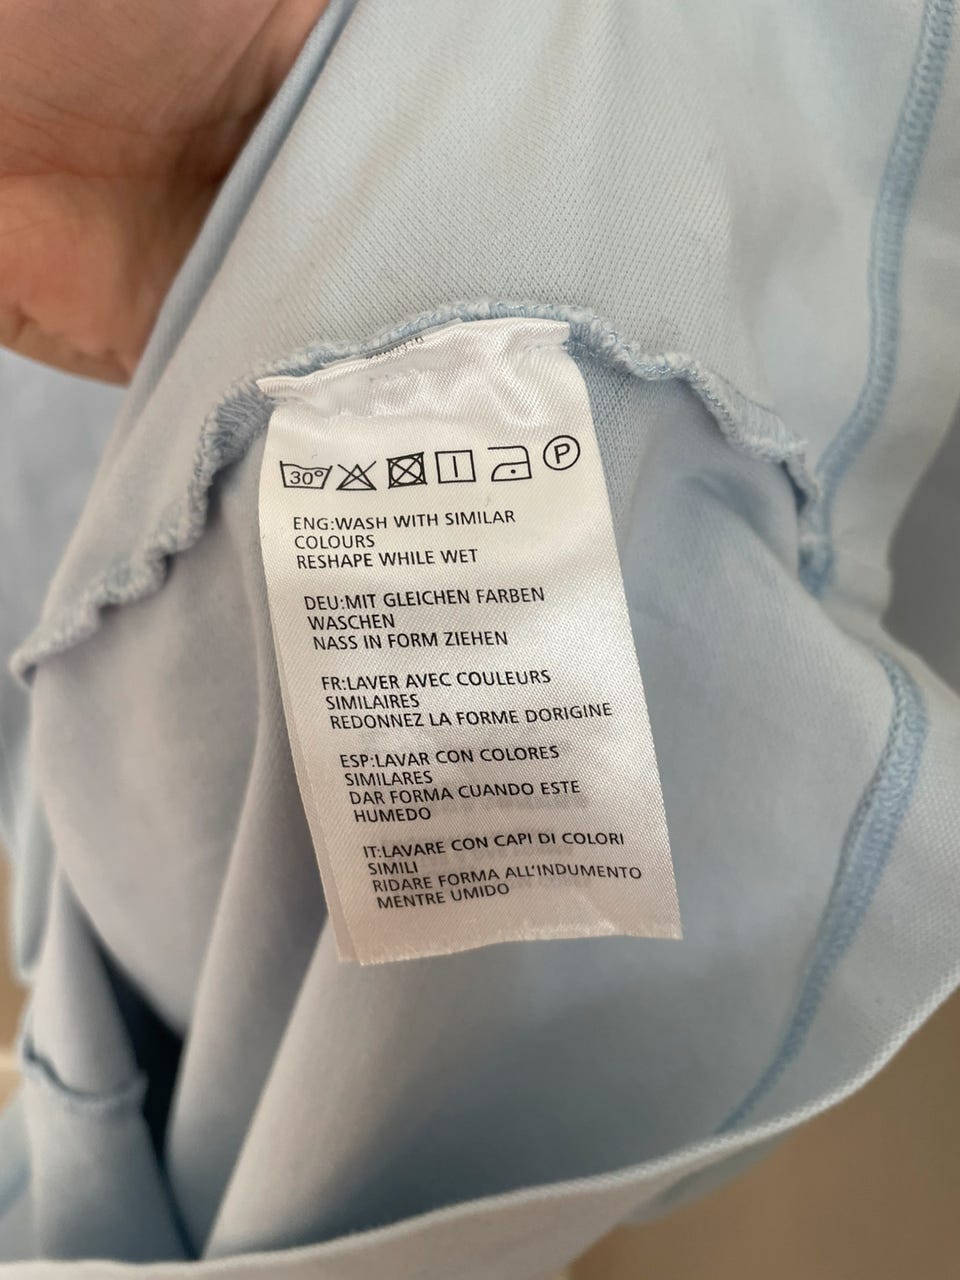 30° P
ENG:WASH WITH SIMILAR
COLOURS
RESHAPE WHILE WET
DEU:MIT GLEICHEN FARBEN
WASCHEN
NASS IN FORM ZIEHEN
FR:LAVER AVEC COULEURS
SIMILAIRES
REDONNEZ LA FORME DORIGINE
ESP:LAVAR CON COLORES
SIMILARES
DAR FORMA CUANDO ESTE
HUMEDO
IT:LAVARE CON CAPI DI COLORI
SIMILI
RIDARE FORMA ALL'INDUMENTO
MENTRE UMIDO